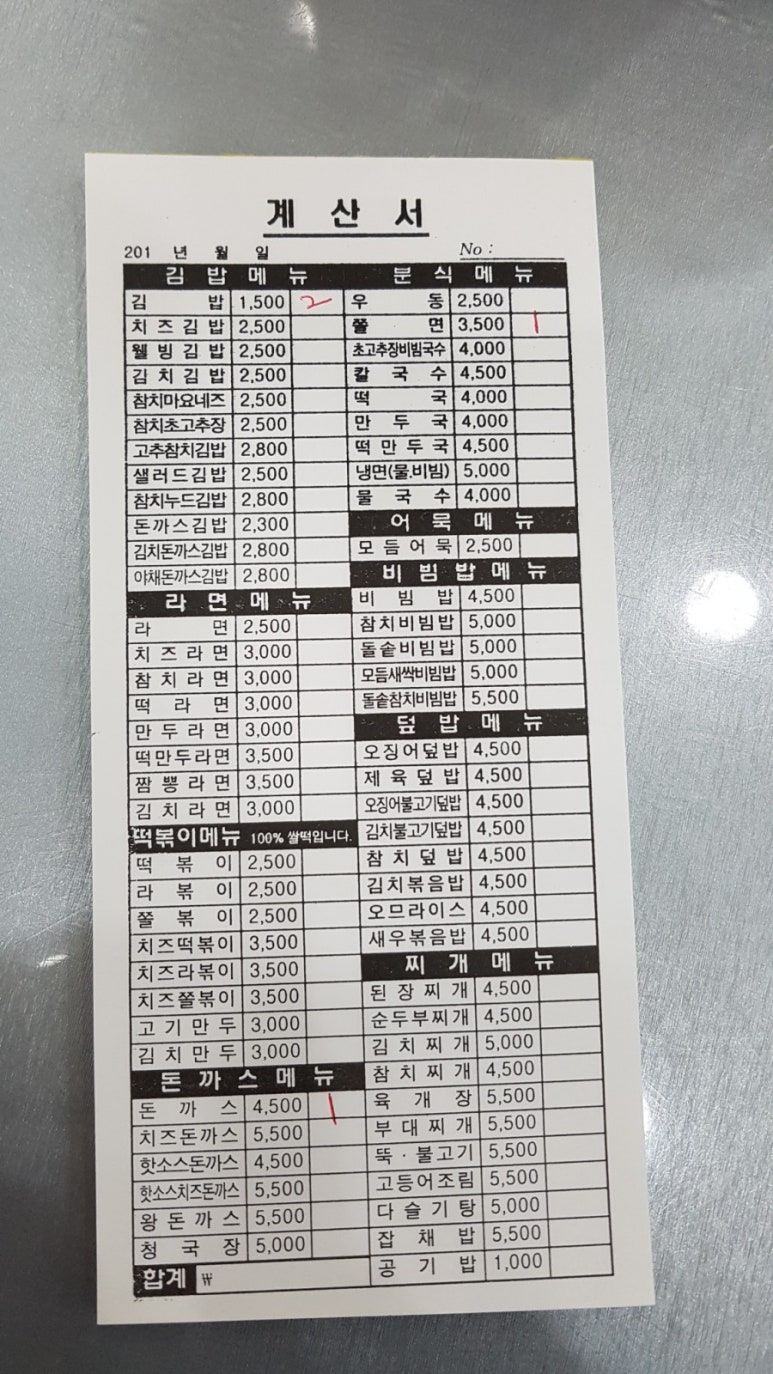 계 산 서
201 년 월 일 No :
김 밥 메 뉴
김 밥 1,500 2
치즈김밥 2,500
웰빙김밥 2,500
김치김밥 2,500
참치마요네즈 2,500
참치초고추장 2,500
고추참치김밥 2,800
샐러드김밥 2,500
참치누드김밥 2,800
돈까스김밥 2,300
김치돈까스김밥 2,800
야채돈까스김밥 2,800
라 면 메 뉴
라 면 2,500
치즈라면 3,000
참치라면 3,000
떡 라 면 3,000
만두라면 3,000
떡만두라면 3,500
짬뽕라면 3,500
김치라면 3,000
떡볶이메뉴 100% 쌀떡입니다.
떡 볶 이 2,500
라 볶 이 2,500
쫄 볶 이 2,500
치즈떡볶이 3,500
치즈라볶이 3,500
치즈쫄볶이 3,500
고기만두 3,000
김치만두 3,000
돈 까 스 메 뉴
돈 까 스 4,500 1
치즈돈까스 5,500
핫소스돈까스 4,500
핫소스치즈돈까스 5,500
왕돈까스 5,500
청 국 장 5,000
합계 ₩
분 식 메 뉴
우 동 2,500
쫄 면 3,500 1
초고추장비빔국수 4,000
칼 국 수 4,500
떡 국 4,000
만 두 국 4,000
떡만두국 4,500
냉면(물.비빔) 5,000
물 국 수 4,000
어 묵 메 뉴
모듬어묵 2,500
비 빔 밥 메 뉴
비 빔 밥 4,500
참치비빔밥 5,000
돌솥비빔밥 5,000
모듬새싹비빔밥 5,000
돌솥참치비빔밥 5,500
덮 밥 메 뉴
오징어덮밥 4,500
제육덮밥 4,500
오징어불고기덮밥 4,500
김치불고기덮밥 4,500
참치덮밥 4,500
김치볶음밥 4,500
오므라이스 4,500
새우볶음밥 4,500
찌 개 메 뉴
된장찌개 4,500
순두부찌개 4,500
김치찌개 5,000
참치찌개 4,500
육 개 장 5,500
부대찌개 5,500
뚝·불고기 5,500
고등어조림 5,500
다슬기탕 5,000
잡 채 밥 5,500
공 기 밥 1,000